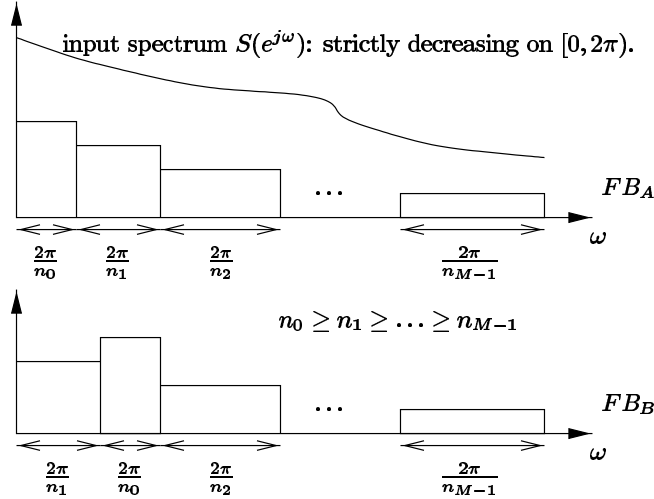 input spectrum S(e^{jω}): strictly decreasing on [0, 2π).
...
FB_A
ω
2π/n_0 2π/n_1 2π/n_2 2π/n_{M−1}
n_0 ≥ n_1 ≥ ... ≥ n_{M−1}
...
FB_B
ω
2π/n_1 2π/n_0 2π/n_2 2π/n_{M−1}